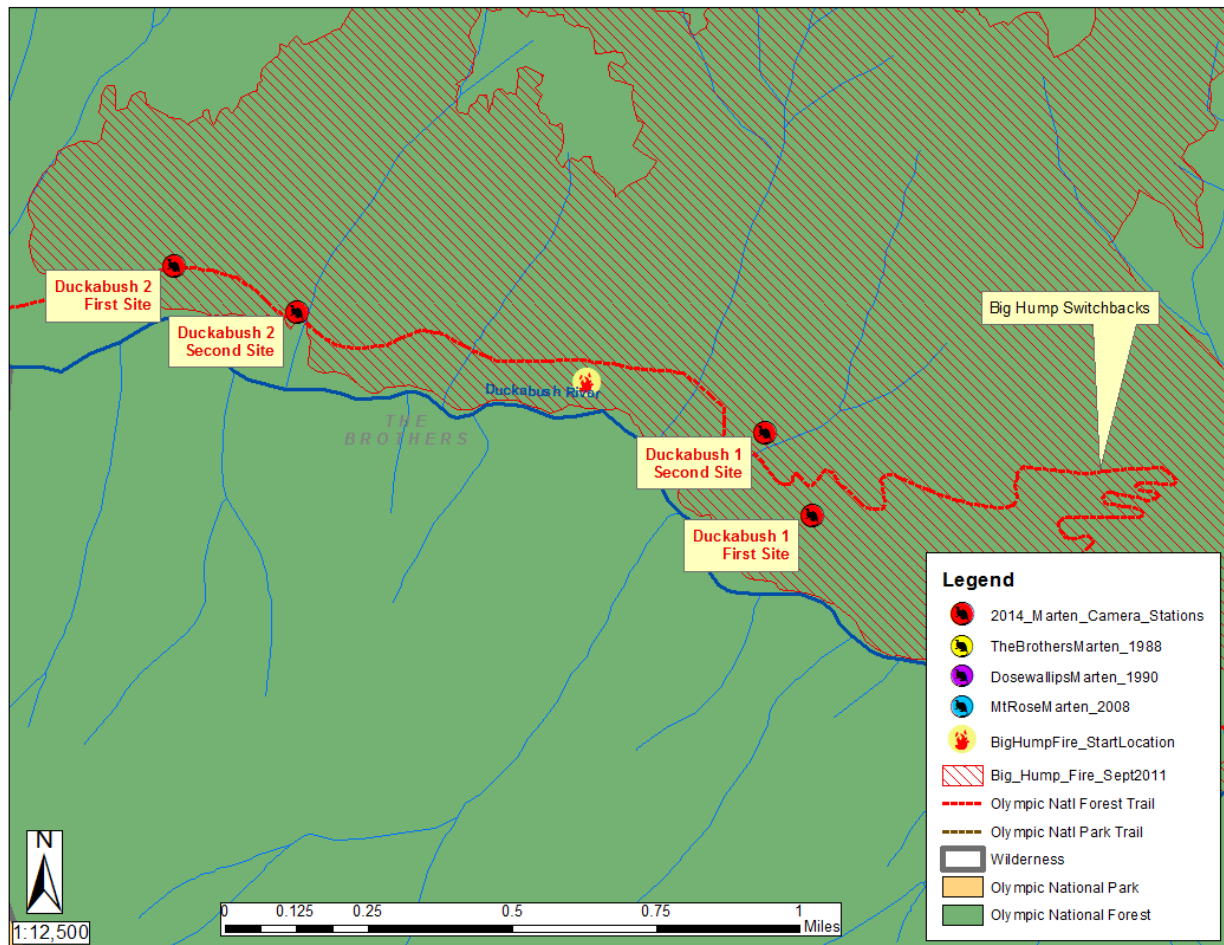 Duckabush 2
First Site
Duckabush 2
Second Site
Big Hump Switchbacks
Duckabush River
THE
BROTHERS
Duckabush 1
Second Site
Duckabush 1
First Site
Legend
2014_Marten_Camera_Stations
TheBrothersMarten_1988
DosewallipsMarten_1990
MtRoseMarten_2008
BigHumpFire_StartLocation
Big_Hump_Fire_Sept2011
Olympic Natl Forest Trail
Olympic Natl Park Trail
Wilderness
Olympic National Park
Olympic National Forest
N
1:12,500
0 0.125 0.25 0.5 0.75 1
Miles